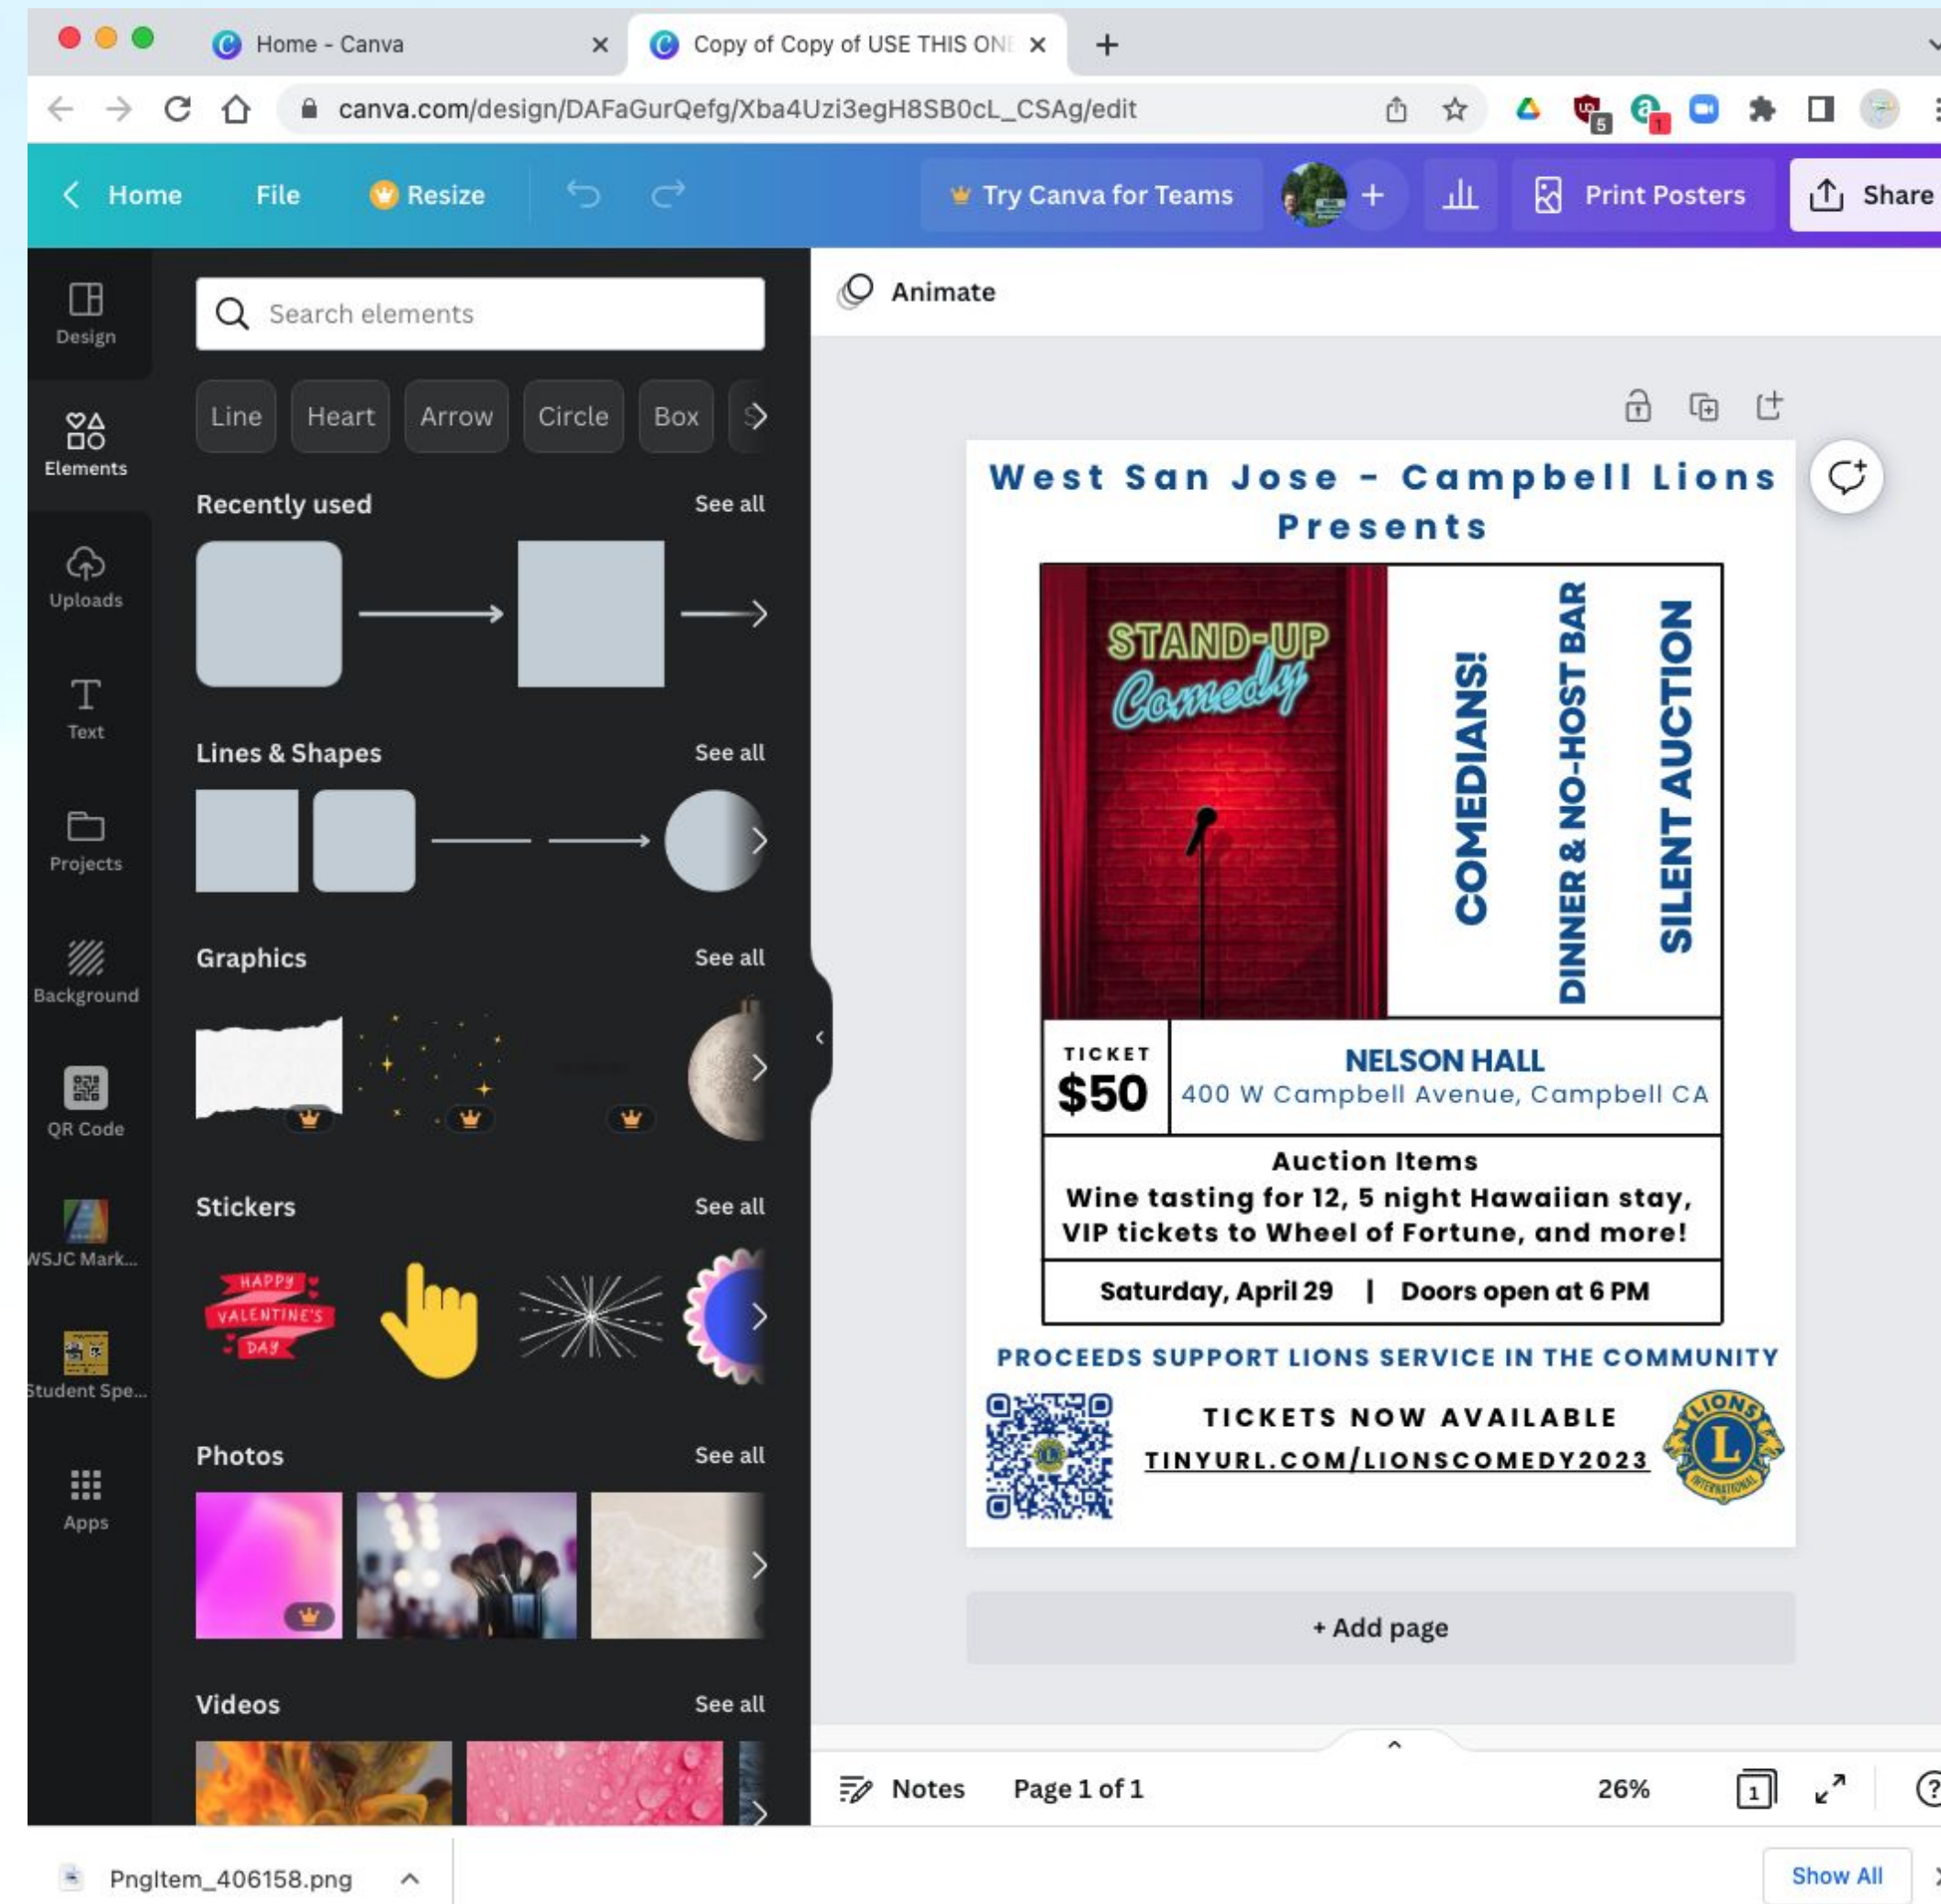 Home - Canva
Copy of Copy of USE THIS ONE
canva.com/design/DAFaGurQefg/Xba4Uzi3egH8SB0cL_CSAg/edit
5
1
Home
File
Resize
Try Canva for Teams
Print Posters
Share
Design
Elements
Uploads
Text
Projects
Background
QR Code
WSJC Mark...
Student Spe...
Apps
Search elements
Line
Heart
Arrow
Circle
Box
Recently used
See all
Lines & Shapes
See all
Graphics
See all
Stickers
See all
HAPPY
VALENTINE'S
DAY
Photos
See all
Videos
See all
Animate
West San Jose - Campbell Lions
Presents
STAND-UP
Comedy
COMEDIANS!
DINNER & NO-HOST BAR
SILENT AUCTION
TICKET
$50
NELSON HALL
400 W Campbell Avenue, Campbell CA
Auction Items
Wine tasting for 12, 5 night Hawaiian stay,
VIP tickets to Wheel of Fortune, and more!
Saturday, April 29 | Doors open at 6 PM
PROCEEDS SUPPORT LIONS SERVICE IN THE COMMUNITY
TICKETS NOW AVAILABLE
TINYURL.COM/LIONSCOMEDY2023
LIONS
L
INTERNATIONAL
+ Add page
Notes
Page 1 of 1
26%
1
PngItem_406158.png
Show All